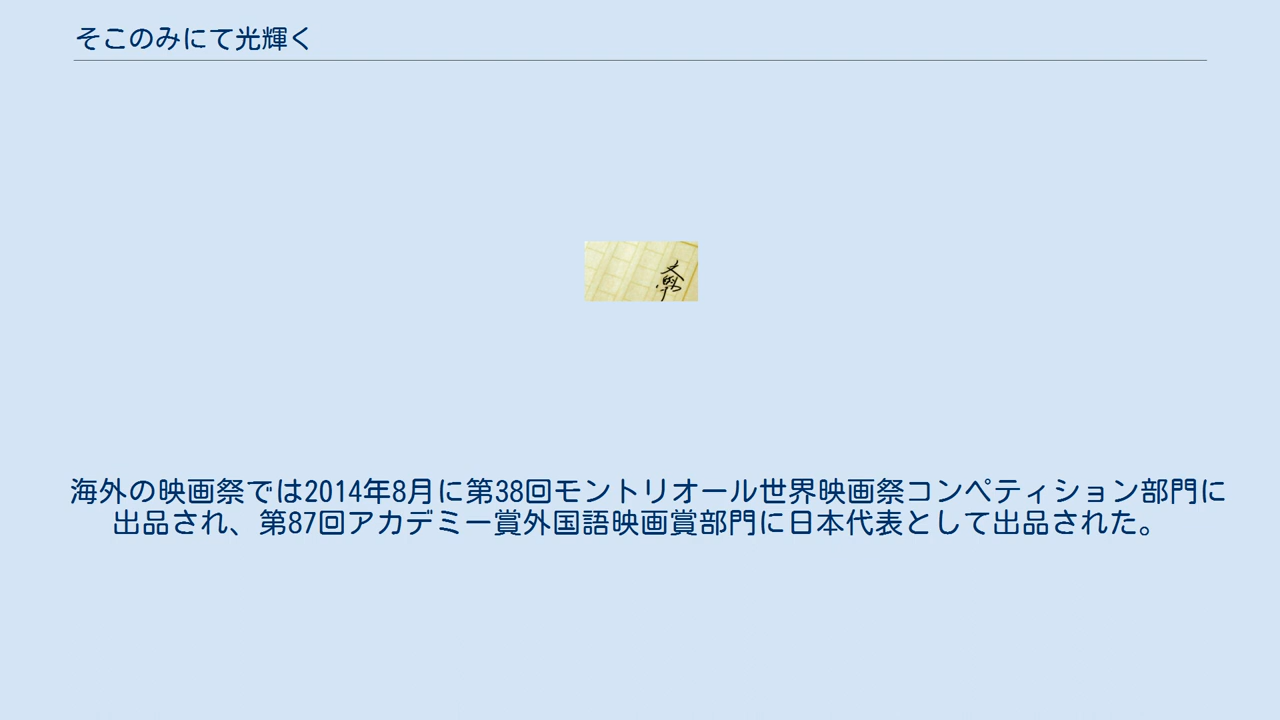 そこのみにて光輝く
海外の映画祭では2014年8月に第38回モントリオール世界映画祭コンペティション部門に
出品され、第87回アカデミー賞外国語映画賞部門に日本代表として出品された。